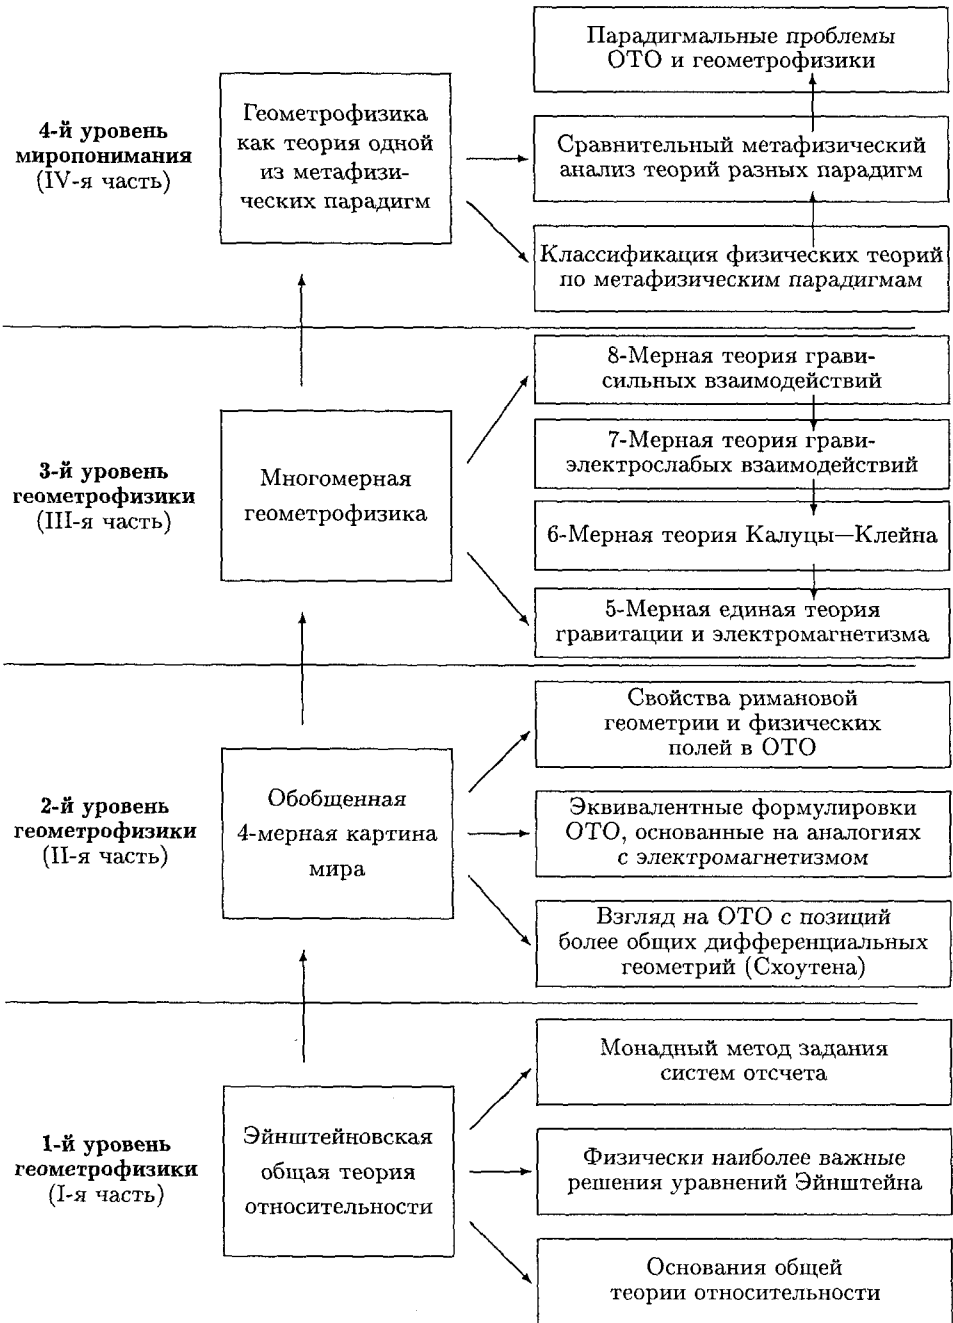 Парадигмальные проблемы
ОТО и геометрофизики
4-й уровень
миропонимания
(IV-я часть)
Геометрофизика
как теория одной
из метафизи-
ческих парадигм
Сравнительный метафизический
анализ теорий разных парадигм
Классификация физических теорий
по метафизическим парадигмам
3-й уровень
геометрофизики
(III-я часть)
Многомерная
геометрофизика
8-Мерная теория грави-
сильных взаимодействий
7-Мерная теория грави-
электрослабых взаимодействий
6-Мерная теория Калуцы—Клейна
5-Мерная единая теория
гравитации и электромагнетизма
2-й уровень
геометрофизики
(II-я часть)
Обобщенная
4-мерная картина
мира
Свойства римановой
геометрии и физических
полей в ОТО
Эквивалентные формулировки
ОТО, основанные на аналогиях
с электромагнетизмом
Взгляд на ОТО с позиций
более общих дифференциальных
геометрий (Схоутена)
1-й уровень
геометрофизики
(I-я часть)
Эйнштейновская
общая теория
относительности
Монадный метод задания
систем отсчета
Физически наиболее важные
решения уравнений Эйнштейна
Основания общей
теории относительности